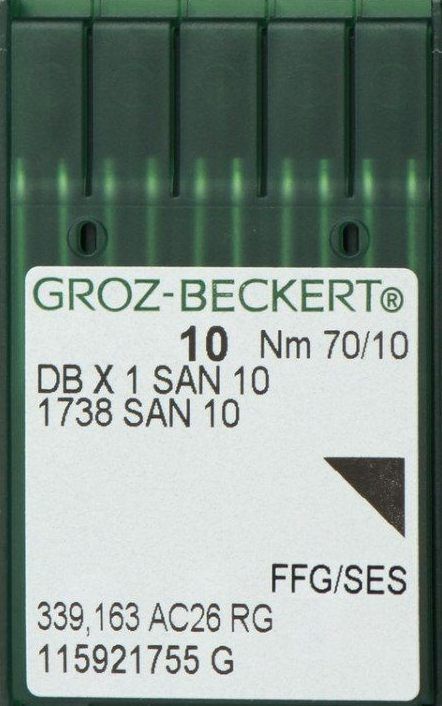 GROZ-BECKERT®
10 Nm 70/10
DB X 1 SAN 10
1738 SAN 10
FFG/SES
339,163 AC26 RG
115921755 G